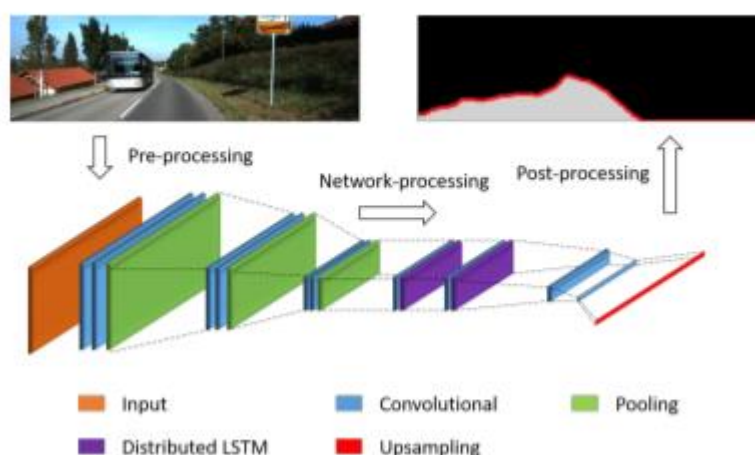 Pre-processing
Network-processing
Post-processing
Input
Convolutional
Pooling
Distributed LSTM
Upsampling